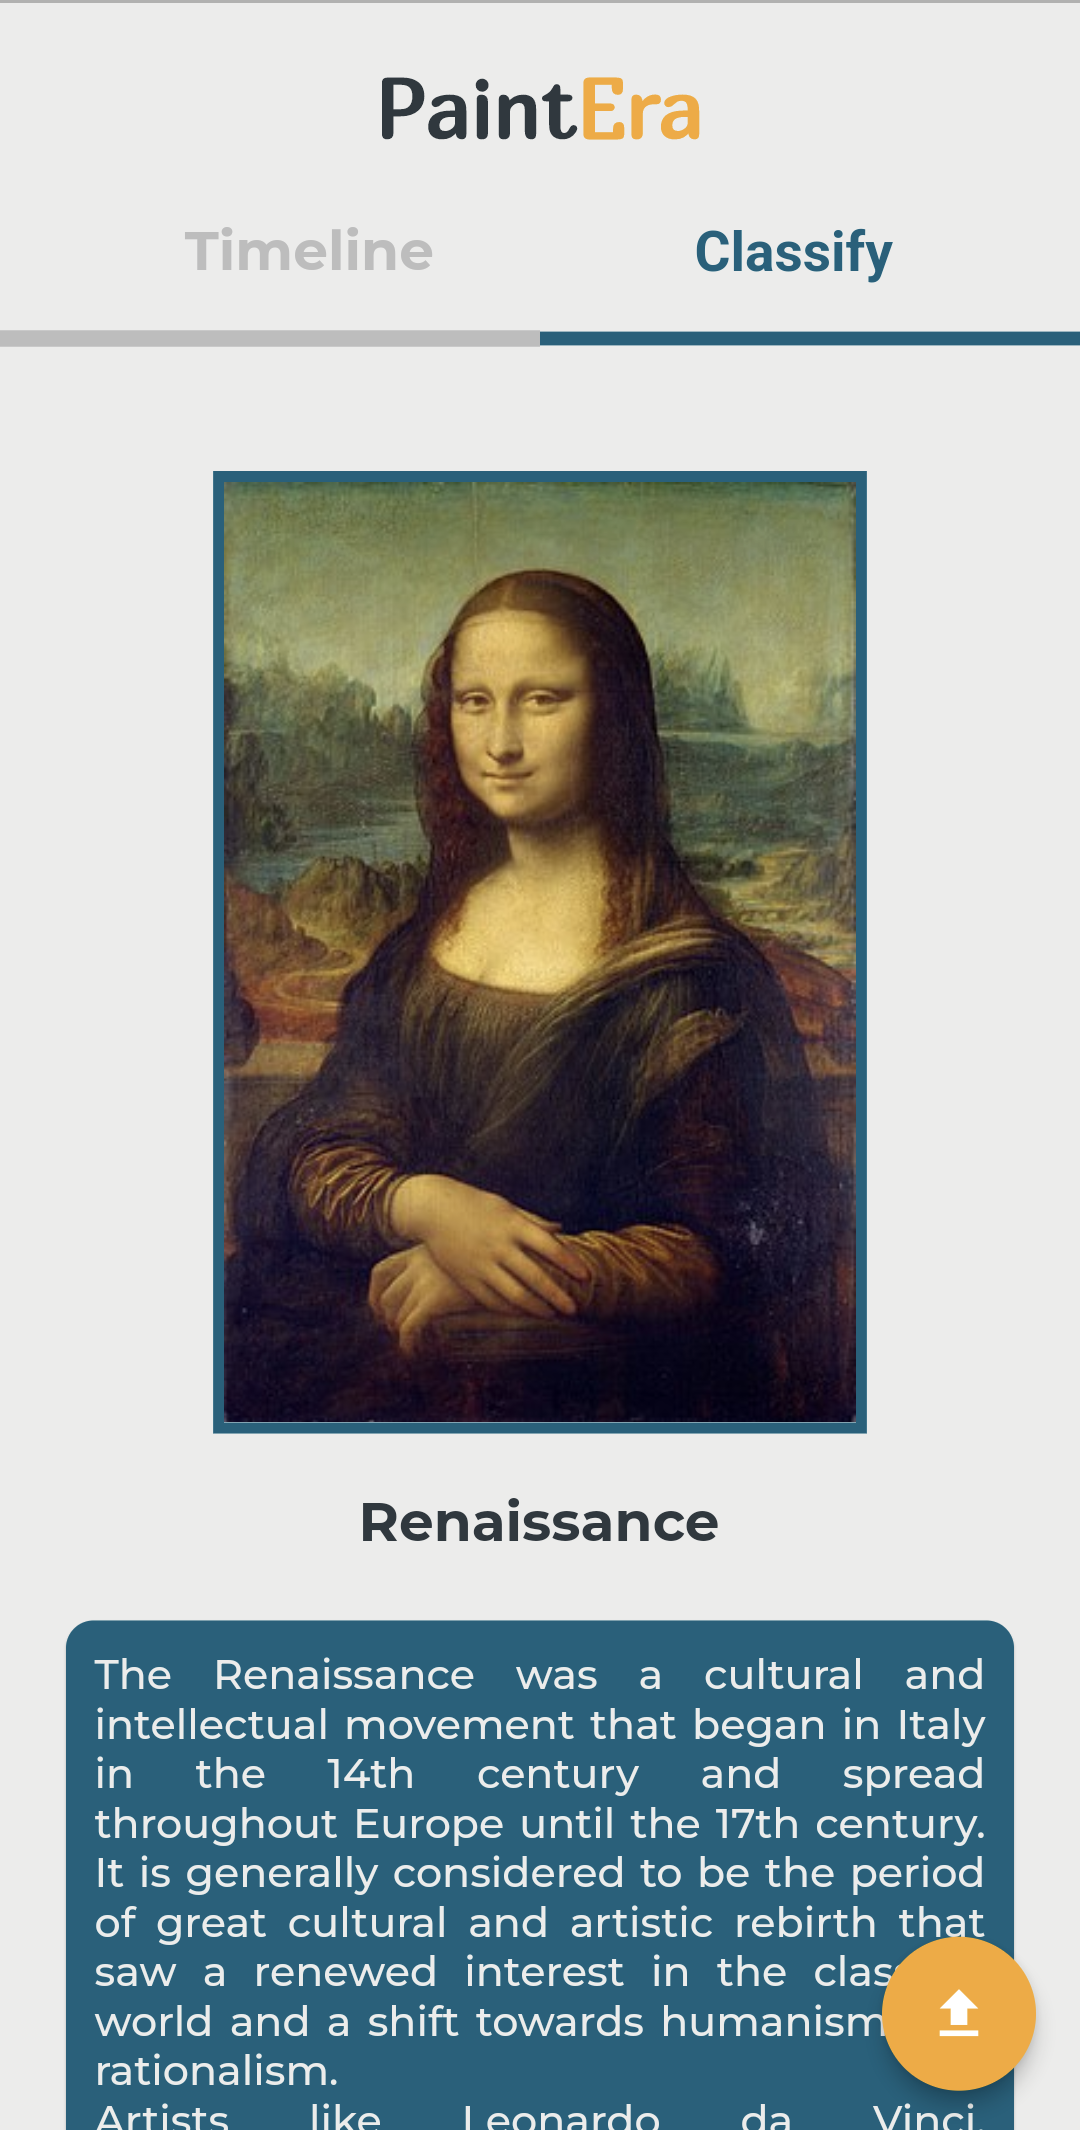 PaintEra
Timeline Classify
Renaissance
The Renaissance was a cultural and
intellectual movement that began in Italy
in the 14th century and spread
throughout Europe until the 17th century.
It is generally considered to be the period
of great cultural and artistic rebirth that
saw a renewed interest in the
world and a shift towards humanism
rationalism.
Artists like Leonardo da Vinci,